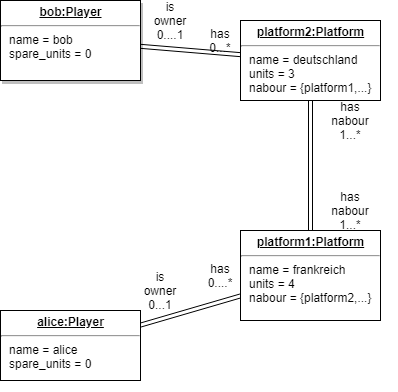 bob:Player
name = bob
spare_units = 0
is
owner
0....1
has
0...*
platform2:Platform
name = deutschland
units = 3
nabour = {platform1,...}
has
nabour
1...*
has
nabour
1...*
platform1:Platform
name = frankreich
units = 4
nabour = {platform2,...}
is
owner
0...1
has
0....*
alice:Player
name = alice
spare_units = 0